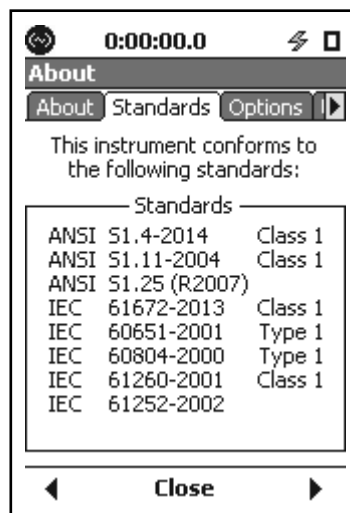 0:00:00.0
About
About Standards Options
This instrument conforms to
the following standards:
Standards
ANSI S1.4-2014 Class 1
ANSI S1.11-2004 Class 1
ANSI S1.25 (R2007)
IEC 61672-2013 Class 1
IEC 60651-2001 Type 1
IEC 60804-2000 Type 1
IEC 61260-2001 Class 1
IEC 61252-2002
Close